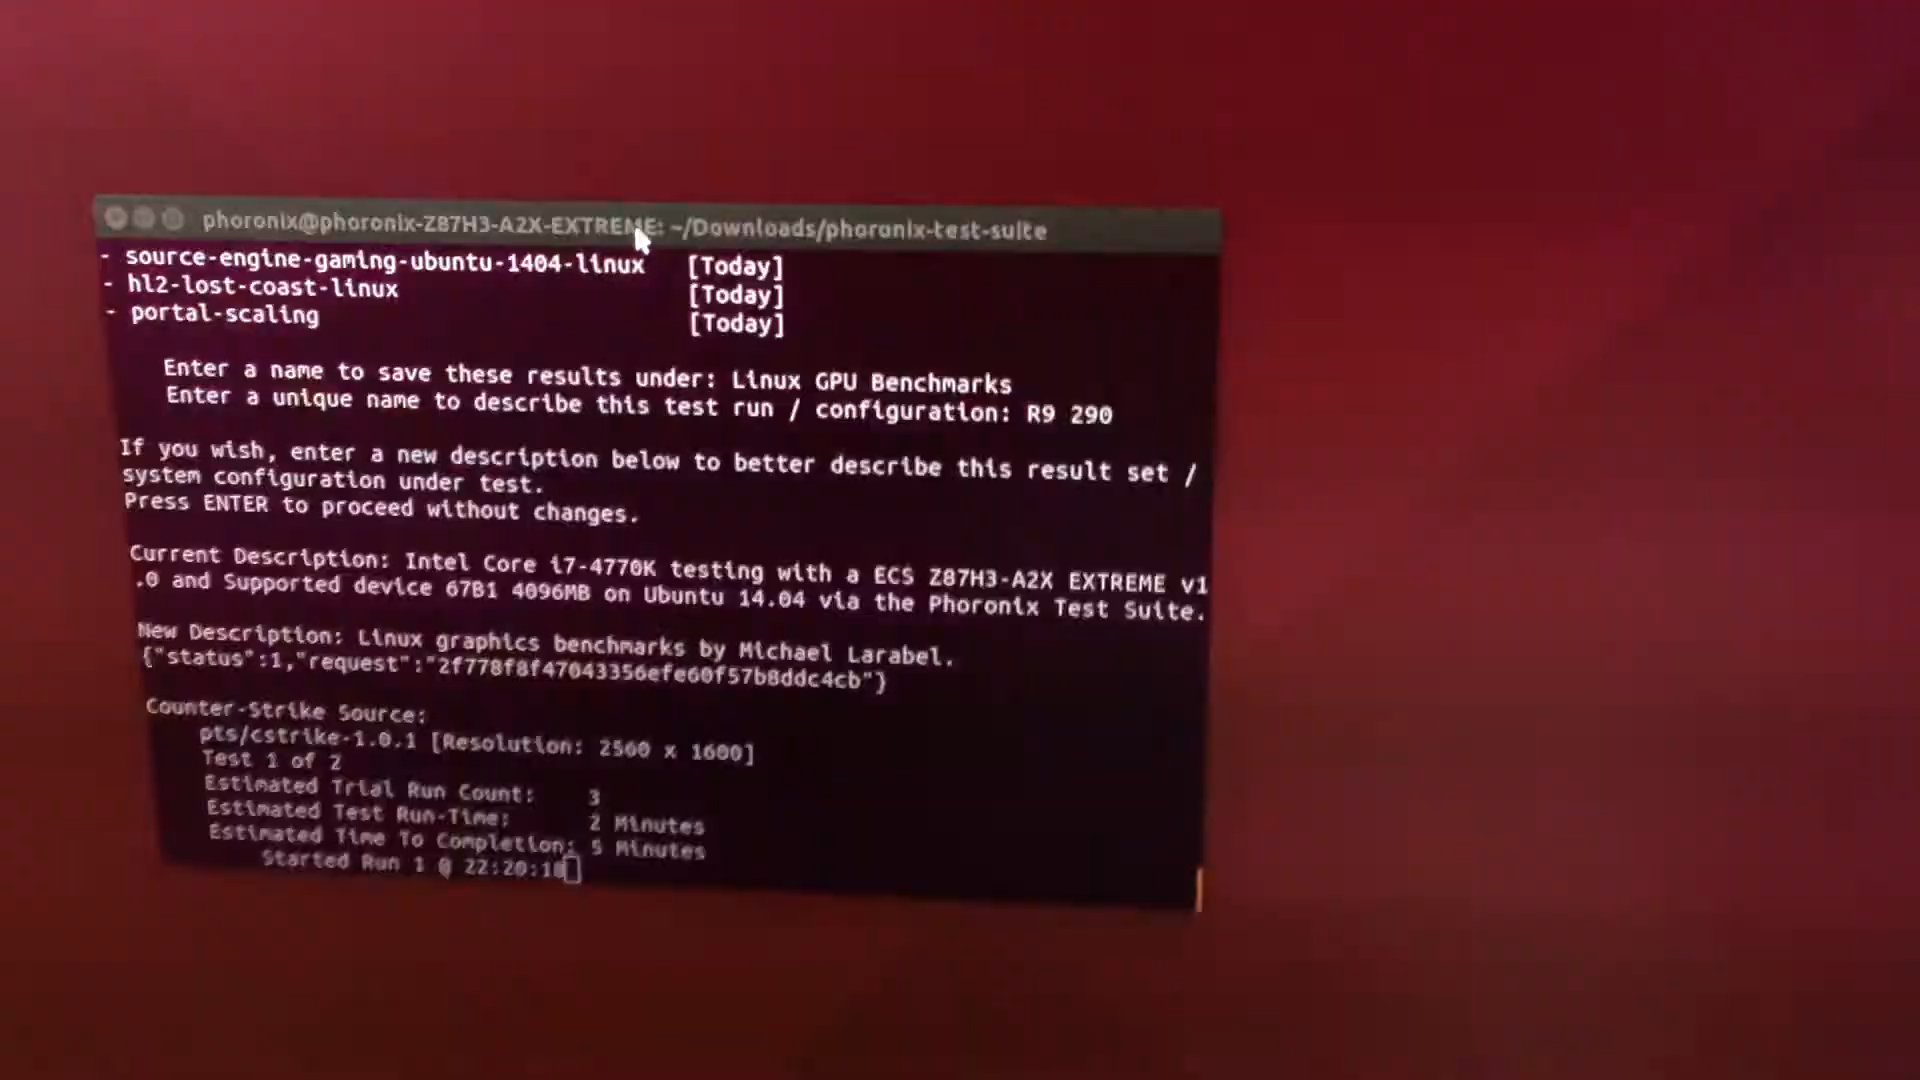 phoronix@phoronix-Z87H3-A2X-EXTREME: ~/Downloads/phoronix-test-suite
- source-engine-gaming-ubuntu-1404-linux [Today]
- hl2-lost-coast-linux [Today]
- portal-scaling [Today]
Enter a name to save these results under: Linux GPU Benchmarks
Enter a unique name to describe this test run / configuration: R9 290
If you wish, enter a new description below to better describe this result set /
system configuration under test.
Press ENTER to proceed without changes.
Current Description: Intel Core i7-4770K testing with a ECS Z87H3-A2X EXTREME v1
.0 and Supported device 67B1 4096MB on Ubuntu 14.04 via the Phoronix Test Suite.
New Description: Linux graphics benchmarks by Michael Larabel.
{"status":1,"request":"2f778f8f47043356efe60f57b8ddc4cb"}
Counter-Strike Source:
pts/cstrike-1.0.1 [Resolution: 2560 x 1600]
Test 1 of 2
Estimated Trial Run Count: 3
Estimated Test Run-Time: 2 Minutes
Estimated Time To Completion: 5 Minutes
Started Run 1 @ 22:20:18